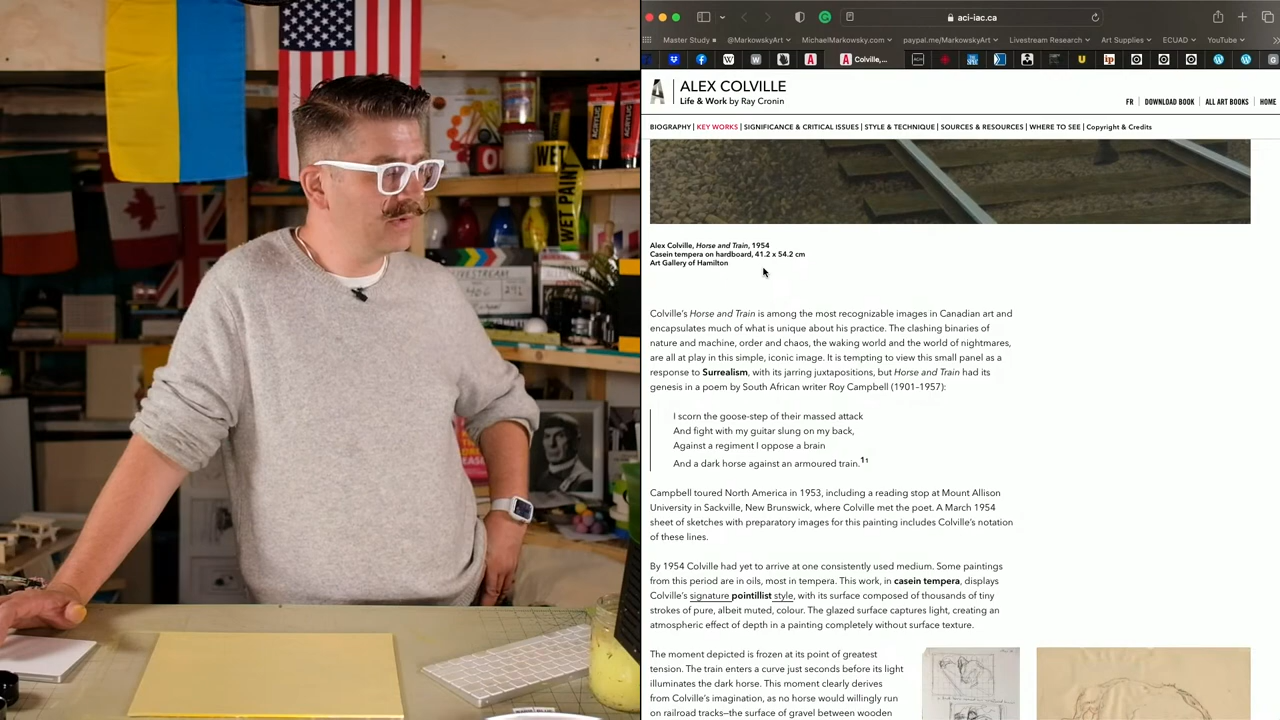 aci-iac.ca
Master Study
@MarkowskyArt
MichaelMarkowsky.com
paypal.me/MarkowskyArt
Livestream Research
Art Supplies
ECUAD
YouTube
Colville,...
ALEX COLVILLE
Life & Work by Ray Cronin
FR | DOWNLOAD BOOK | ALL ART BOOKS | HOME
BIOGRAPHY | KEY WORKS | SIGNIFICANCE & CRITICAL ISSUES | STYLE & TECHNIQUE | SOURCES & RESOURCES | WHERE TO SEE | Copyright & Credits
Alex Colville, Horse and Train, 1954
Casein tempera on hardboard, 41.2 x 54.2 cm
Art Gallery of Hamilton
Colville's Horse and Train is among the most recognizable images in Canadian art and
encapsulates much of what is unique about his practice. The clashing binaries of
nature and machine, order and chaos, the waking world and the world of nightmares,
are all at play in this simple, iconic image. It is tempting to view this small panel as a
response to Surrealism, with its jarring juxtapositions, but Horse and Train had its
genesis in a poem by South African writer Roy Campbell (1901–1957):
I scorn the goose-step of their massed attack
And fight with my guitar slung on my back,
Against a regiment I oppose a brain
And a dark horse against an armoured train.1 1
Campbell toured North America in 1953, including a reading stop at Mount Allison
University in Sackville, New Brunswick, where Colville met the poet. A March 1954
sheet of sketches with preparatory images for this painting includes Colville's notation
of these lines.
By 1954 Colville had yet to arrive at one consistently used medium. Some paintings
from this period are in oils, most in tempera. This work, in casein tempera, displays
Colville's signature pointillist style, with its surface composed of thousands of tiny
strokes of pure, albeit muted, colour. The glazed surface captures light, creating an
atmospheric effect of depth in a painting completely without surface texture.
The moment depicted is frozen at its point of greatest
tension. The train enters a curve just seconds before its light
illuminates the dark horse. This moment clearly derives
from Colville's imagination, as no horse would willingly run
on railroad tracks—the surface of gravel between wooden
WET
WET PAINT
ACRYLIC
LIVESTREAM